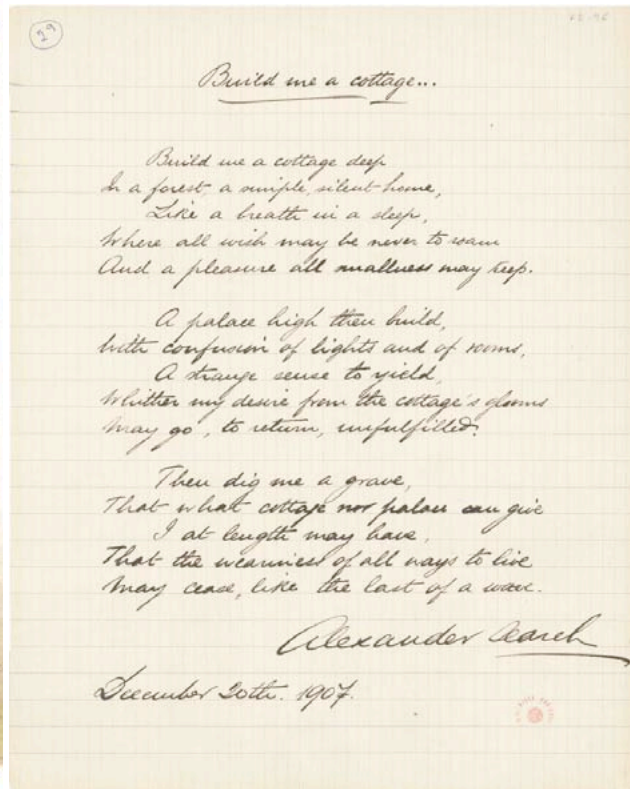 29
Build me a cottage...
Build me a cottage deep
In a forest, a simple, silent home,
Like a breath in a sleep,
Where all wish may be never to roam
And a pleasure all smallness may keep.
A palace high then build,
With confusion of lights and of rooms,
A strange sense to yield,
Whither my desire from the cottage's glooms
May go, to return, unfulfilled.
Then dig me a grave,
That what cottage nor palace can give
I at length may have,
That the weariness of all ways to live
May cease, like the last of a wave.
Alexander Search
December 20th. 1907.